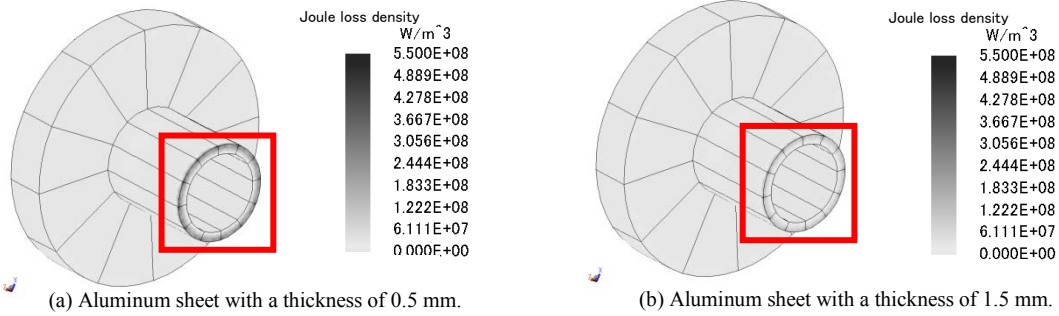 Joule loss density
W/m^3
5.500E+08
4.889E+08
4.278E+08
3.667E+08
3.056E+08
2.444E+08
1.833E+08
1.222E+08
6.111E+07
0.000E+00
(a) Aluminum sheet with a thickness of 0.5 mm.
Joule loss density
W/m^3
5.500E+08
4.889E+08
4.278E+08
3.667E+08
3.056E+08
2.444E+08
1.833E+08
1.222E+08
6.111E+07
0.000E+00
(b) Aluminum sheet with a thickness of 1.5 mm.